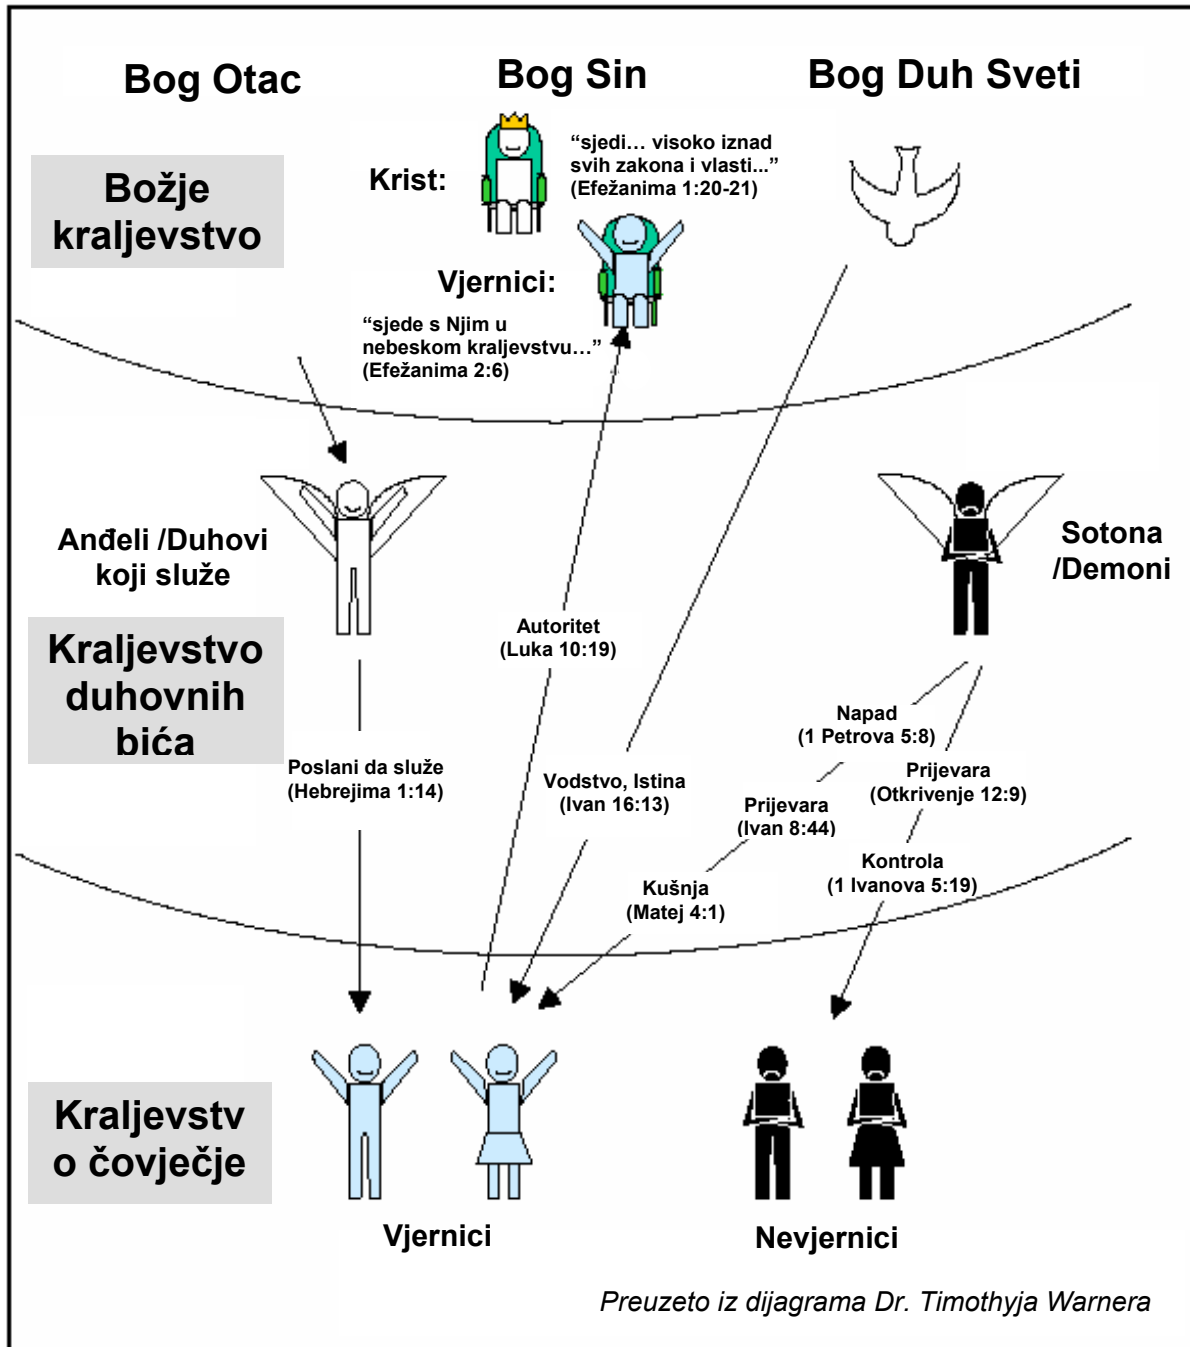 Bog Otac
Bog Sin
Bog Duh Sveti
Božje
kraljevstvo
Krist:
“sjedi… visoko iznad
svih zakona i vlasti...”
(Efežanima 1:20-21)
Vjernici:
“sjede s Njim u
nebeskom kraljevstvu…”
(Efežanima 2:6)
Anđeli /Duhovi
koji služe
Sotona
/Demoni
Kraljevstvo
duhovnih
bića
Autoritet
(Luka 10:19)
Napad
(1 Petrova 5:8)
Poslani da služe
(Hebrejima 1:14)
Vodstvo, Istina
(Ivan 16:13)
Prijevara
(Ivan 8:44)
Prijevara
(Otkrivenje 12:9)
Kušnja
(Matej 4:1)
Kontrola
(1 Ivanova 5:19)
Kraljevstv
o čovječje
Vjernici
Nevjernici
Preuzeto iz dijagrama Dr. Timothyja Warnera